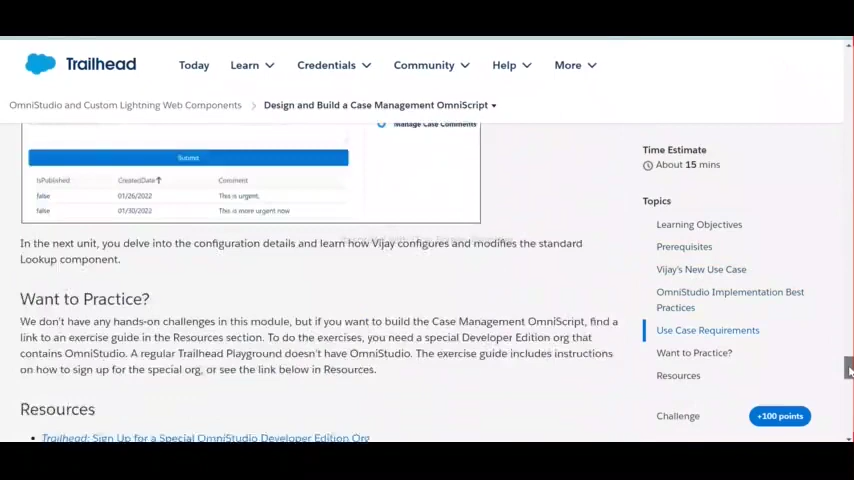 Trailhead
Today Learn Credentials Community Help More
OmniStudio and Custom Lightning Web Components > Design and Build a Case Management OmniScript
Manage Case Comments
Submit
IsPublished CreatedDate Comment
false 01/26/2022 This is urgent.
false 01/30/2022 This is more urgent now
In the next unit, you delve into the configuration details and learn how Vijay configures and modifies the standard
Lookup component.
Want to Practice?
We don't have any hands-on challenges in this module, but if you want to build the Case Management OmniScript, find a
link to an exercise guide in the Resources section. To do the exercises, you need a special Developer Edition org that
contains OmniStudio. A regular Trailhead Playground doesn't have OmniStudio. The exercise guide includes instructions
on how to sign up for the special org, or see the link below in Resources.
Resources
Trailhead: Sign Up for a Special OmniStudio Developer Edition Org
Time Estimate
About 15 mins
Topics
Learning Objectives
Prerequisites
Vijay's New Use Case
OmniStudio Implementation Best
Practices
Use Case Requirements
Want to Practice?
Resources
Challenge +100 points